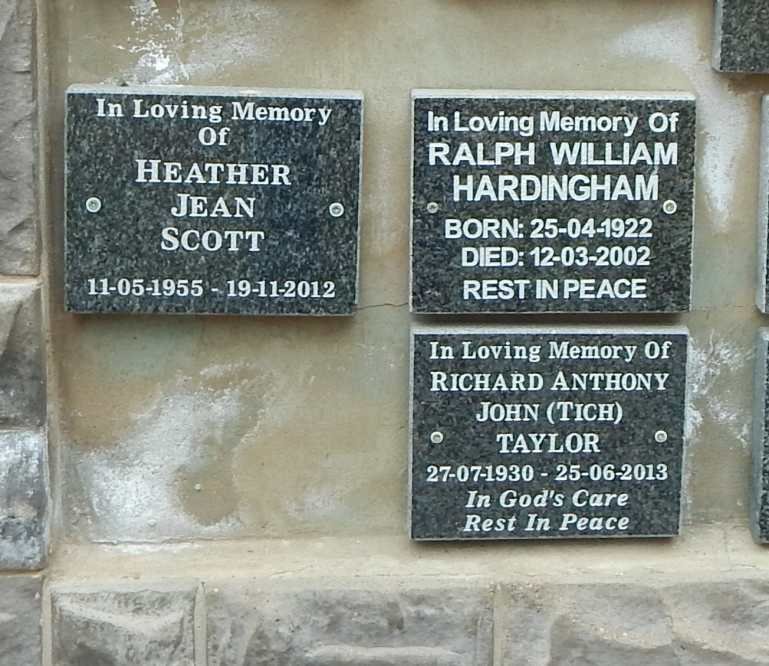 In Loving Memory
Of
HEATHER
JEAN
SCOTT
11-05-1955 - 19-11-2012
In Loving Memory Of
RALPH WILLIAM
HARDINGHAM
BORN: 25-04-1922
DIED: 12-03-2002
REST IN PEACE
In Loving Memory Of
RICHARD ANTHONY
JOHN (TICH)
TAYLOR
27-07-1930 - 25-06-2013
In God's Care
Rest In Peace